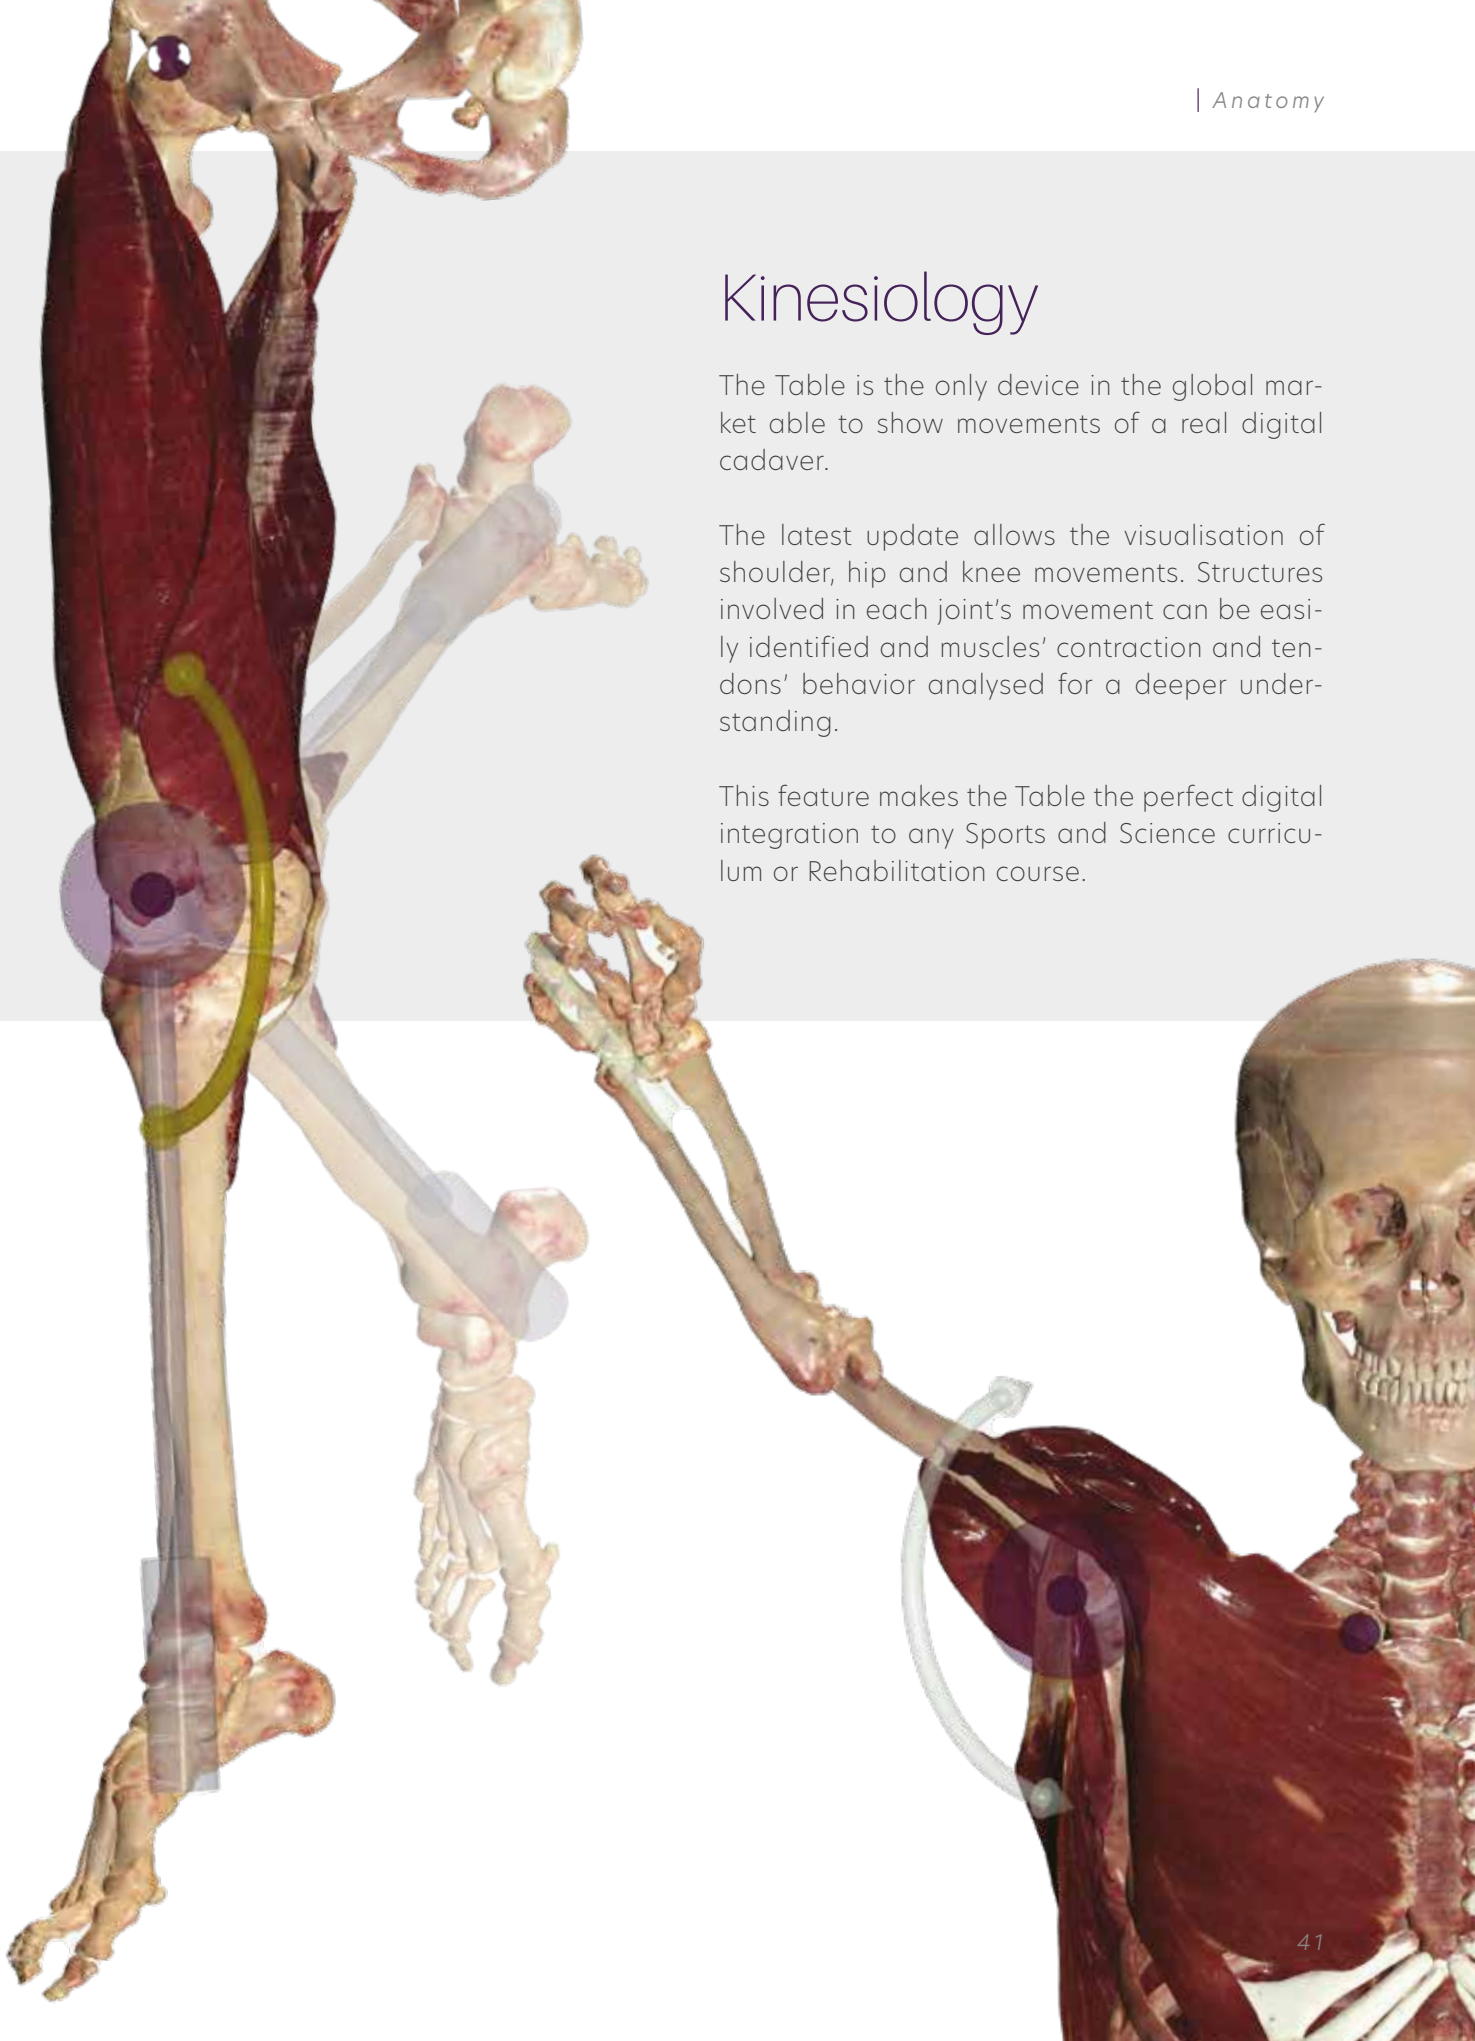 Anatomy
Kinesiology
The Table is the only device in the global mar-
ket able to show movements of a real digital
cadaver.
The latest update allows the visualisation of
shoulder, hip and knee movements. Structures
involved in each joint's movement can be easi-
ly identified and muscles' contraction and ten-
dons' behavior analysed for a deeper under-
standing.
This feature makes the Table the perfect digital
integration to any Sports and Science curricu-
lum or Rehabilitation course.
41